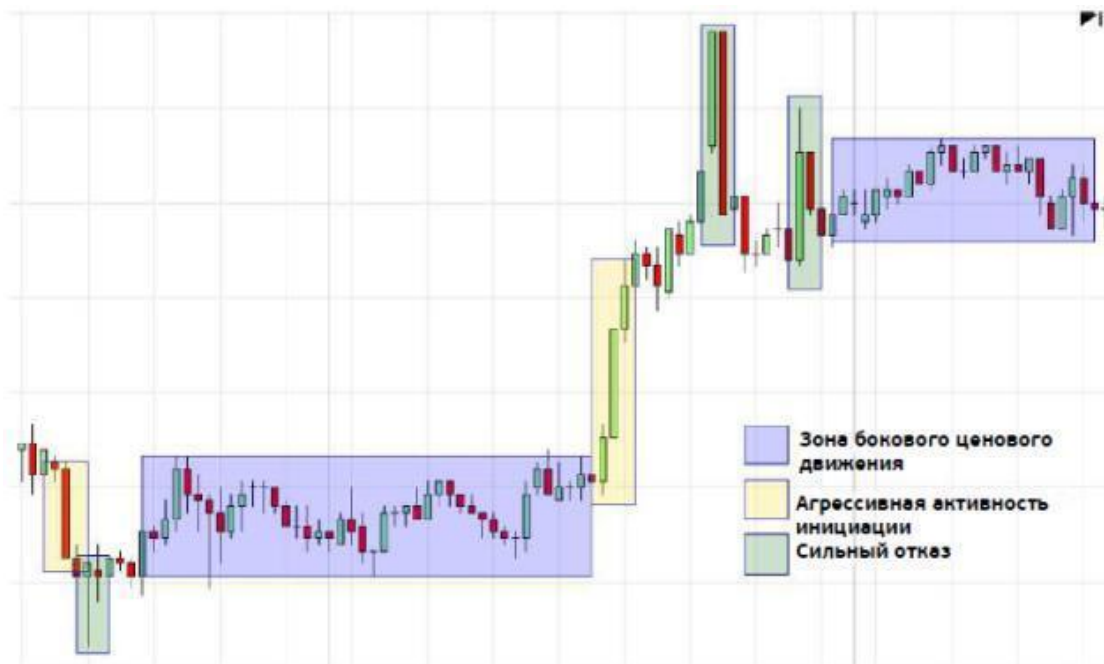 Зона бокового ценового
движения
Агрессивная активность
инициации
Сильный отказ